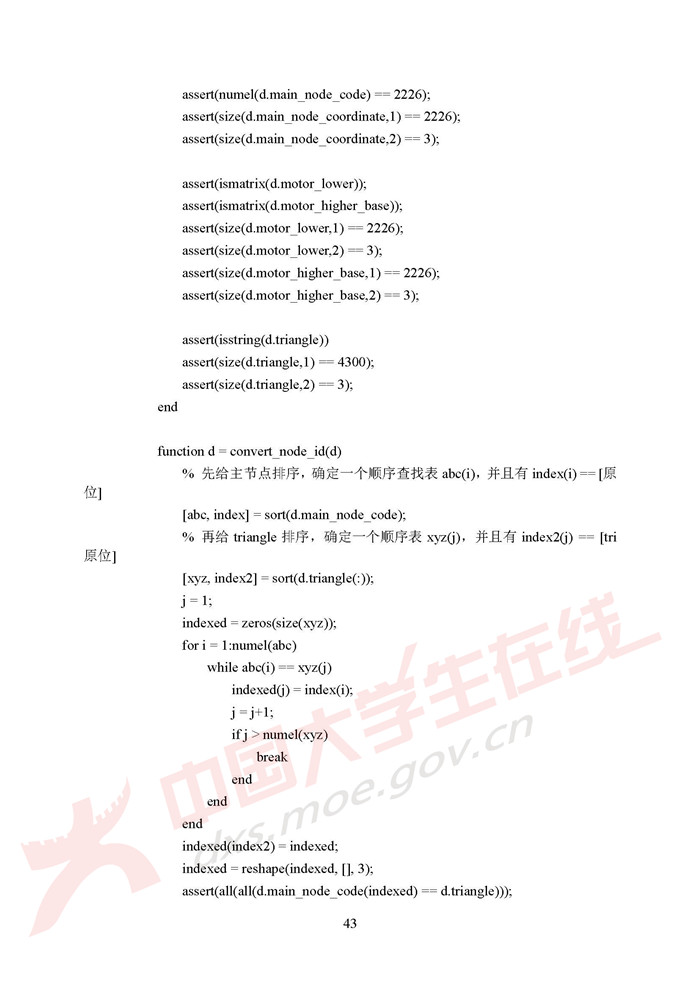 assert(numel(d.main_node_code) == 2226);
assert(size(d.main_node_coordinate,1) == 2226);
assert(size(d.main_node_coordinate,2) == 3);
assert(ismatrix(d.motor_lower));
assert(ismatrix(d.motor_higher_base));
assert(size(d.motor_lower,1) == 2226);
assert(size(d.motor_lower,2) == 3);
assert(size(d.motor_higher_base,1) == 2226);
assert(size(d.motor_higher_base,2) == 3);
assert(isstring(d.triangle))
assert(size(d.triangle,1) == 4300);
assert(size(d.triangle,2) == 3);
end
function d = convert_node_id(d)
% 先给主节点排序，确定一个顺序查找表 abc(i)，并且有 index(i) == [原
位]
[abc, index] = sort(d.main_node_code);
% 再给 triangle 排序，确定一个顺序表 xyz(j)，并且有 index2(j) == [tri
原位]
[xyz, index2] = sort(d.triangle(:));
j = 1;
indexed = zeros(size(xyz));
for i = 1:numel(abc)
while abc(i) == xyz(j)
indexed(j) = index(i);
j = j+1;
if j > numel(xyz)
break
end
end
end
indexed(index2) = indexed;
indexed = reshape(indexed, [], 3);
assert(all(all(d.main_node_code(indexed) == d.triangle)));
中国大学生在线
dxs.moe.gov.cn
43